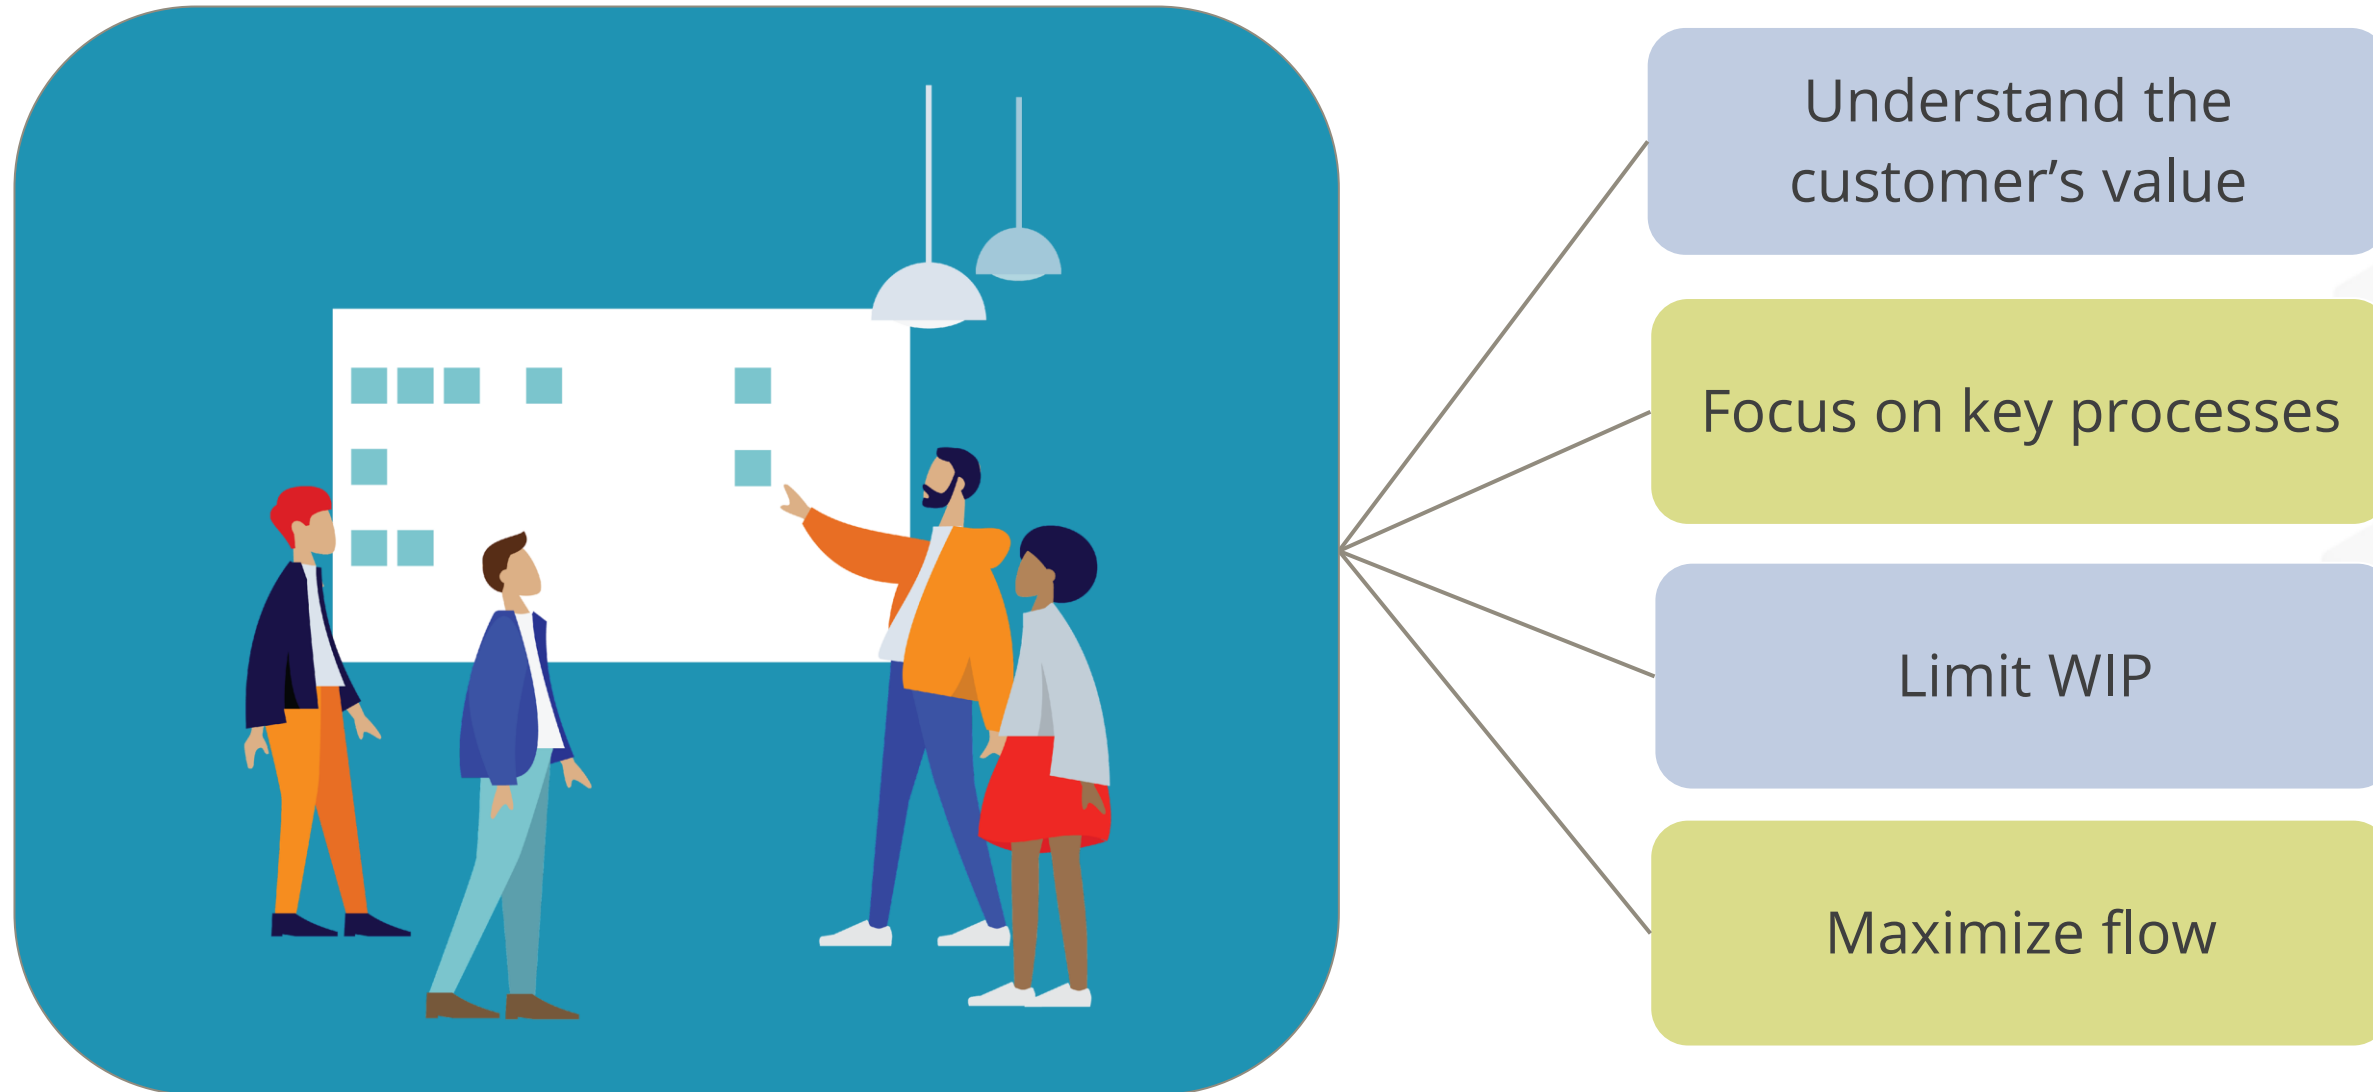 Understand the
customer’s value
Focus on key processes
Limit WIP
Maximize flow